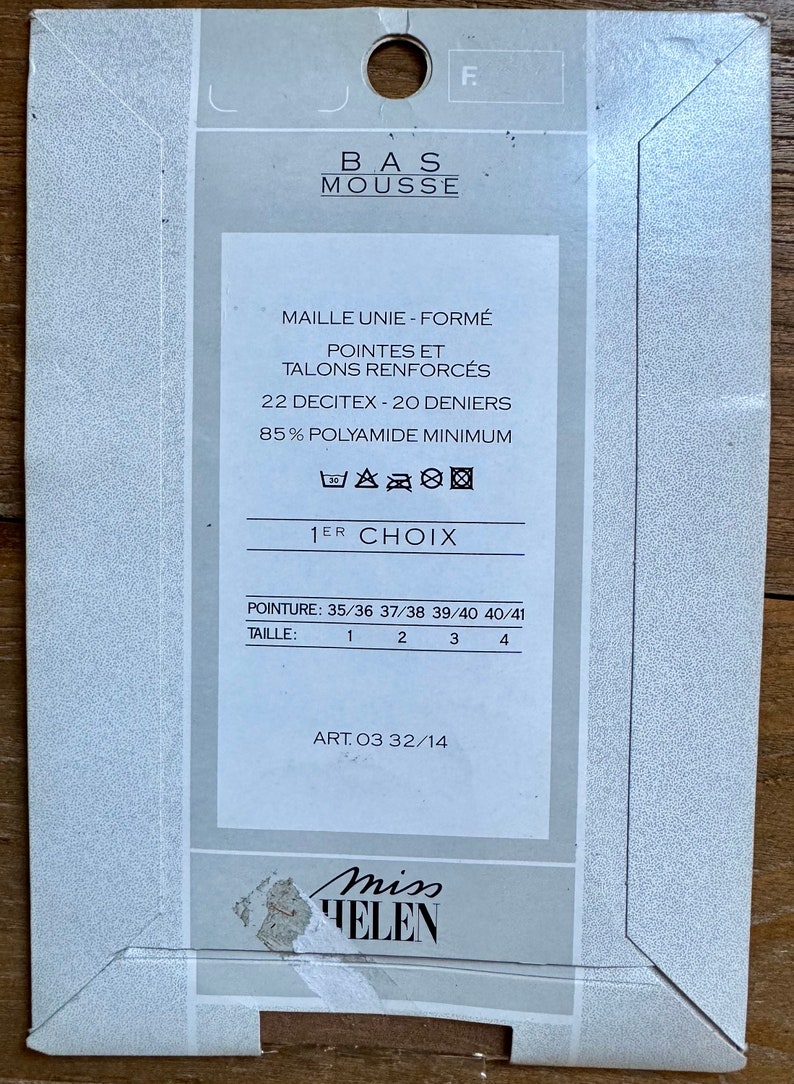 F.
BAS
MOUSSE
MAILLE UNIE - FORMÉ
POINTES ET
TALONS RENFORCÉS
22 DECITEX - 20 DENIERS
85% POLYAMIDE MINIMUM
30
1ER CHOIX
POINTURE: 35/36 37/38 39/40 40/41
TAILLE: 1 2 3 4
ART. 03 32/14
miss
HELEN